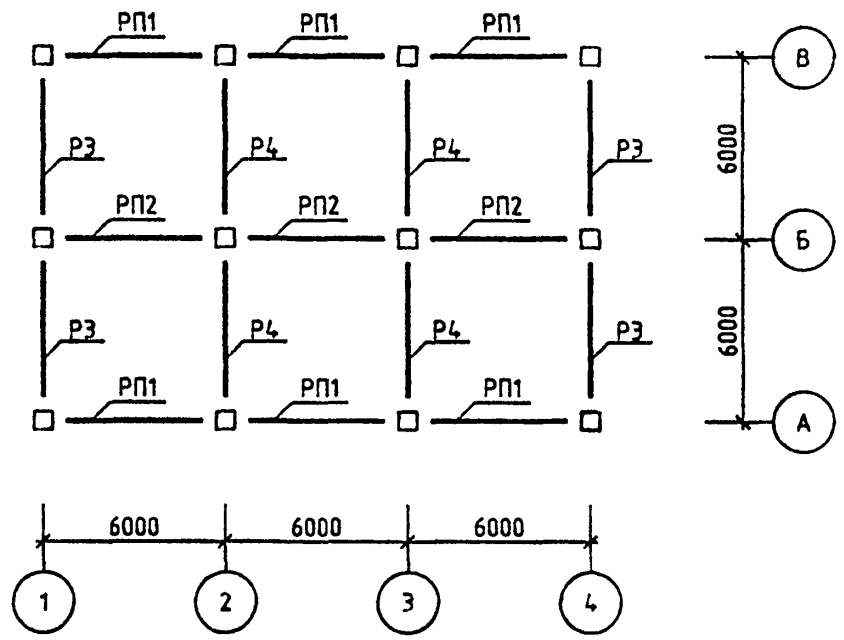 РП1 РП1 РП1
В
Р3 Р4 Р4 Р3
6000
РП2 РП2 РП2
Б
Р3 Р4 Р4 Р3
6000
РП1 РП1 РП1
А
6000 6000 6000
1 2 3 4